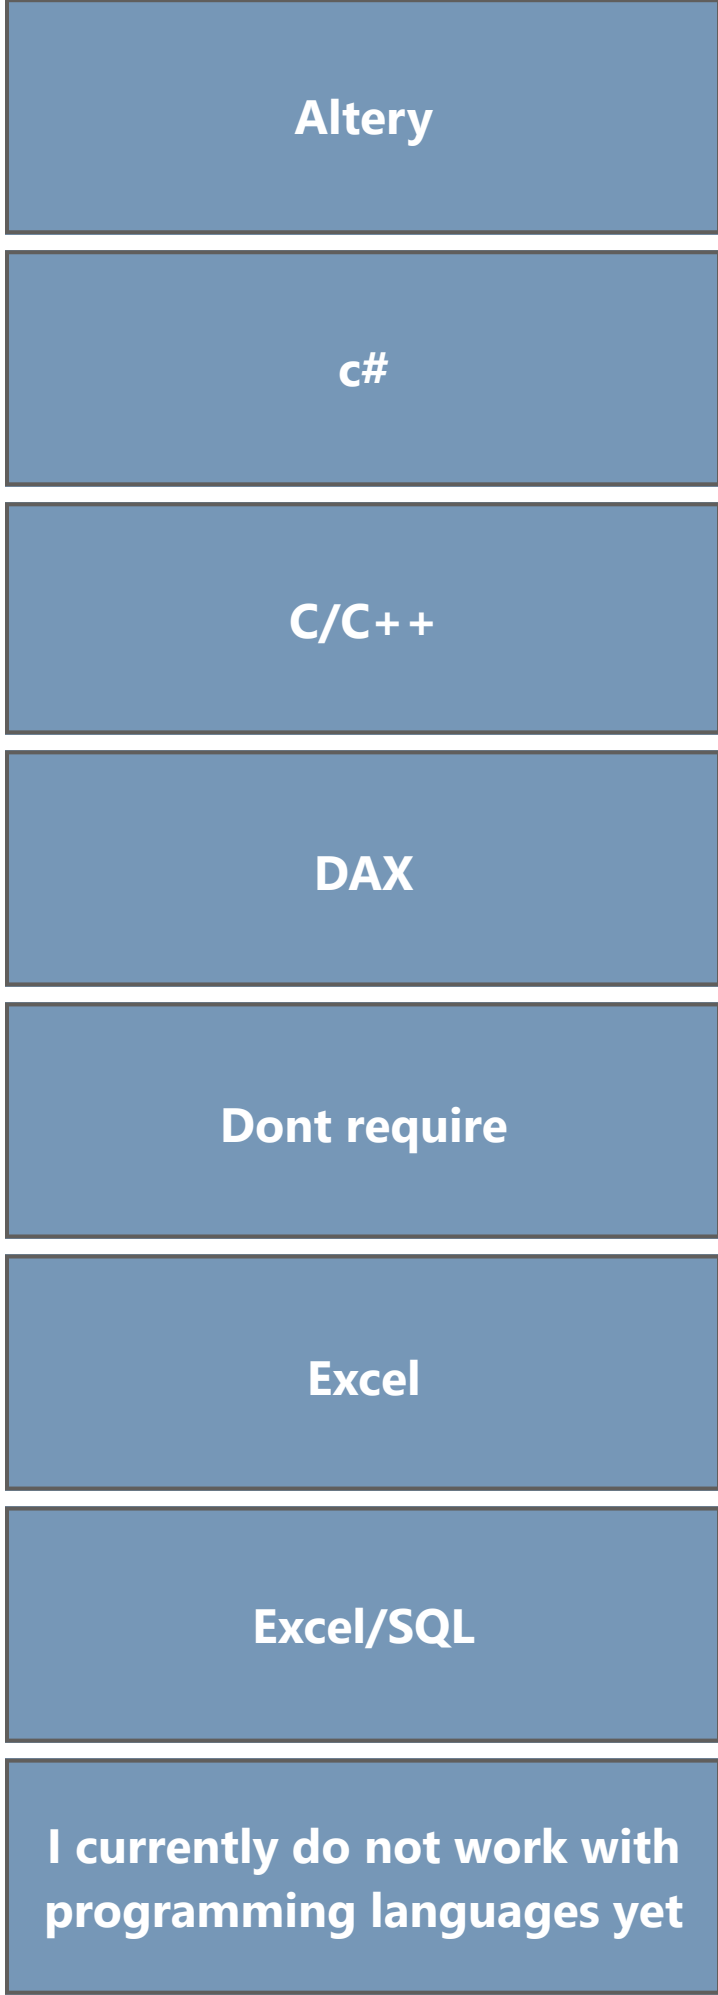 Altery
c#
C/C++
DAX
Dont require
Excel
Excel/SQL
I currently do not work with
programming languages yet